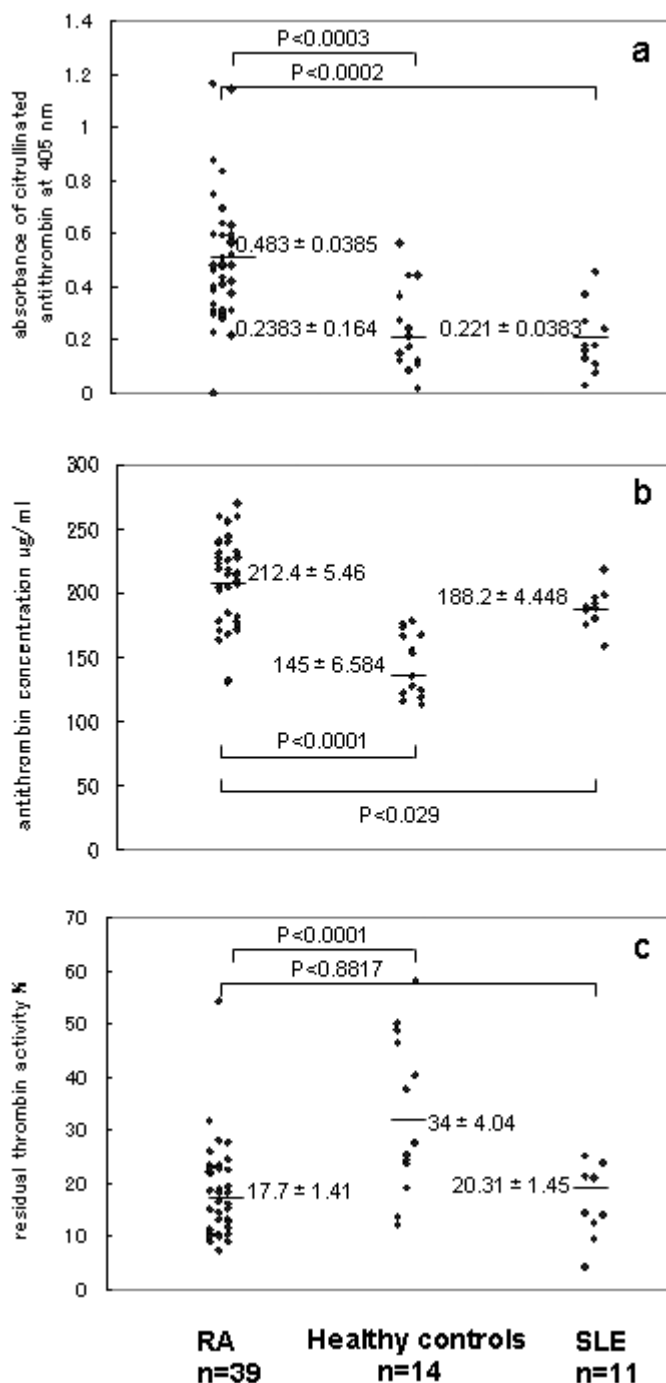 a
P<0.0003
P<0.0002
absorbance of citrullinated
antithrombin at 405 nm
1.4
1.2
1
0.8
0.6
0.4
0.2
0
0.483 ± 0.0385
0.2383 ± 0.164
0.221 ± 0.0383
b
antithrombin concentration ug/ml
300
250
200
150
100
50
0
212.4 ± 5.46
145 ± 6.584
188.2 ± 4.448
P<0.0001
P<0.029
c
P<0.0001
P<0.8817
residual thrombin activity %
70
60
50
40
30
20
10
0
17.7 ± 1.41
34 ± 4.04
20.31 ± 1.45
RA
n=39
Healthy controls
n=14
SLE
n=11